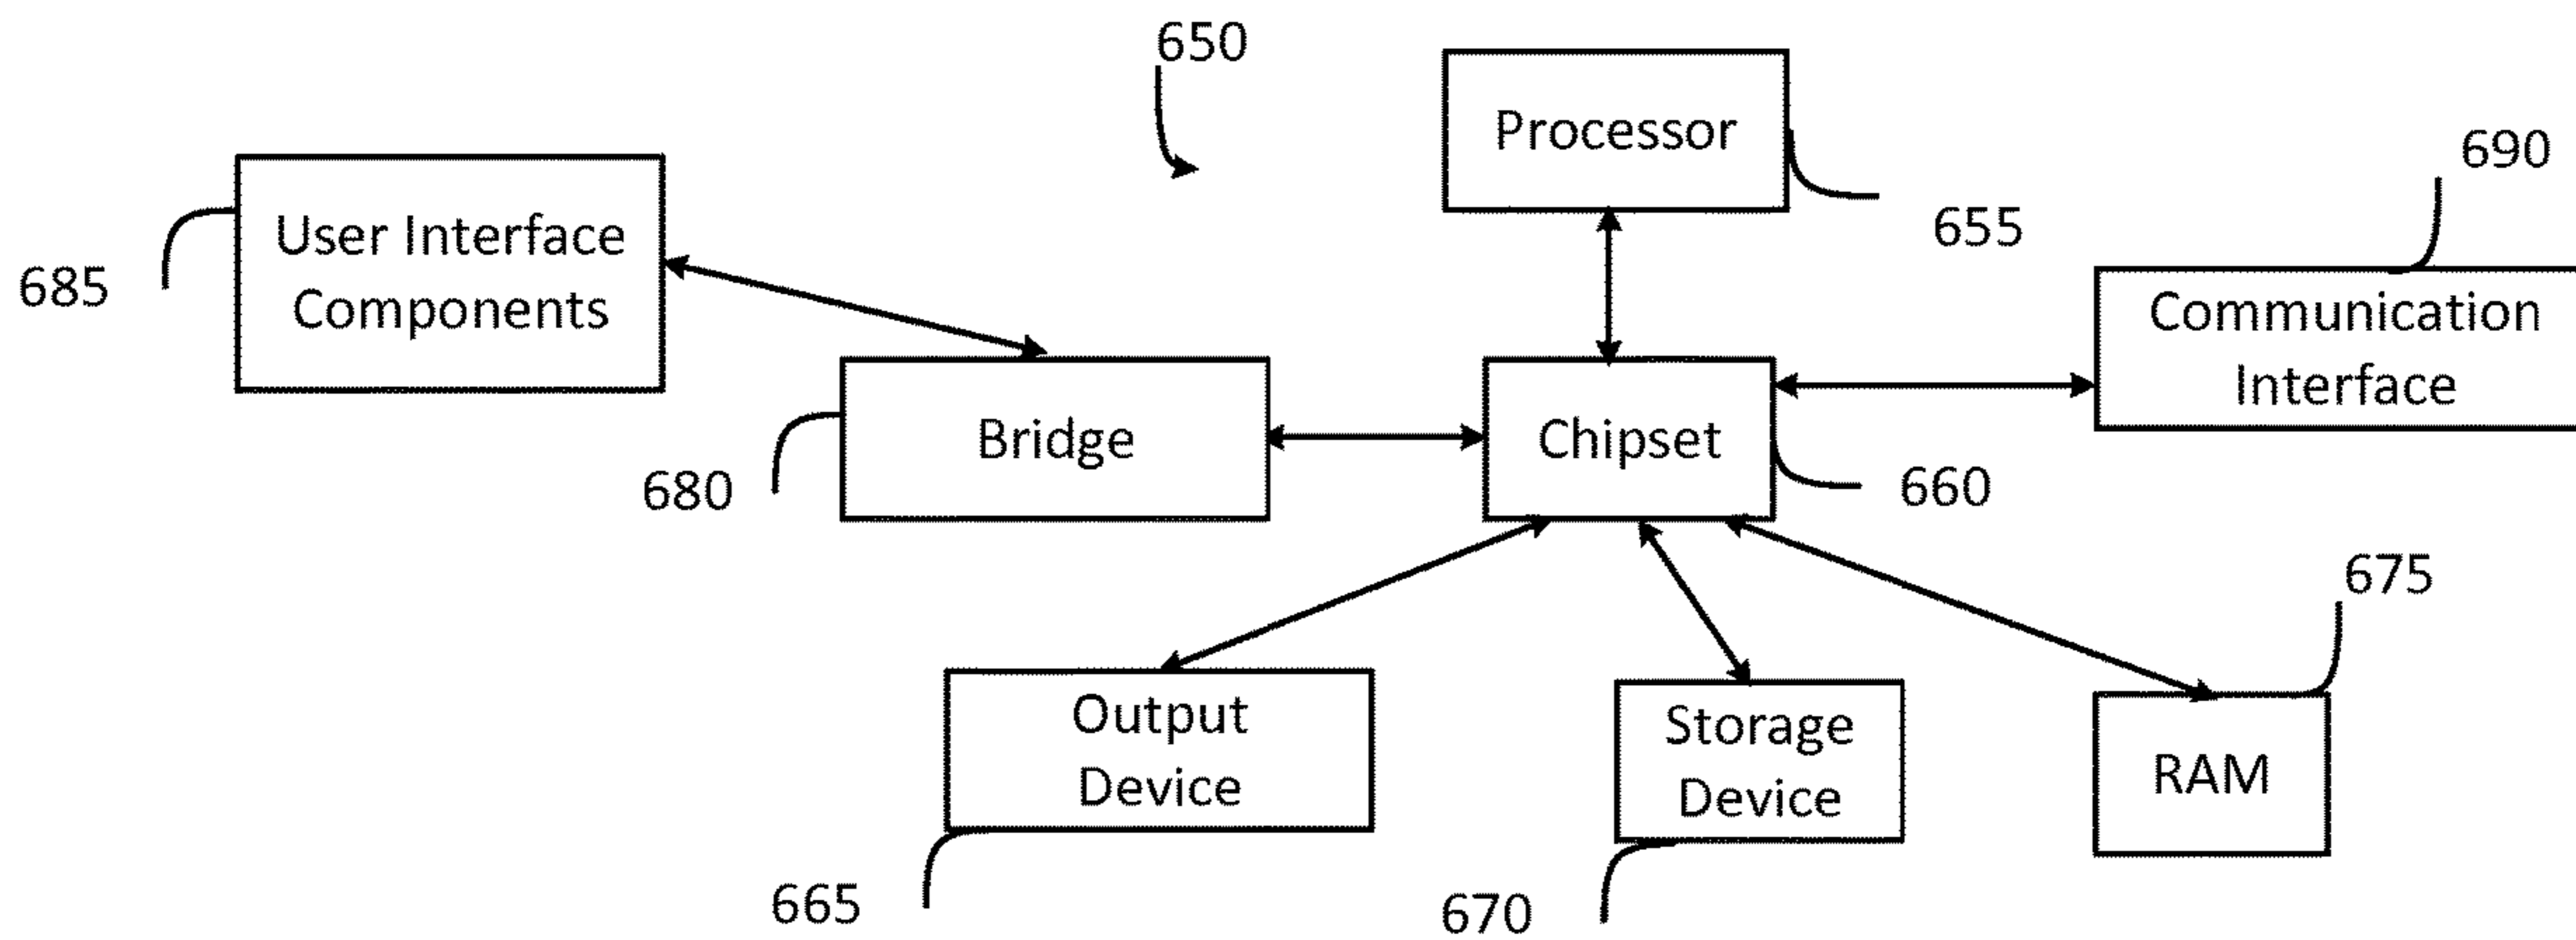 650
Processor
690
User Interface
Components
655
685
Communication
Interface
Bridge
Chipset
680
660
675
Output
Device
Storage
Device
RAM
665
670